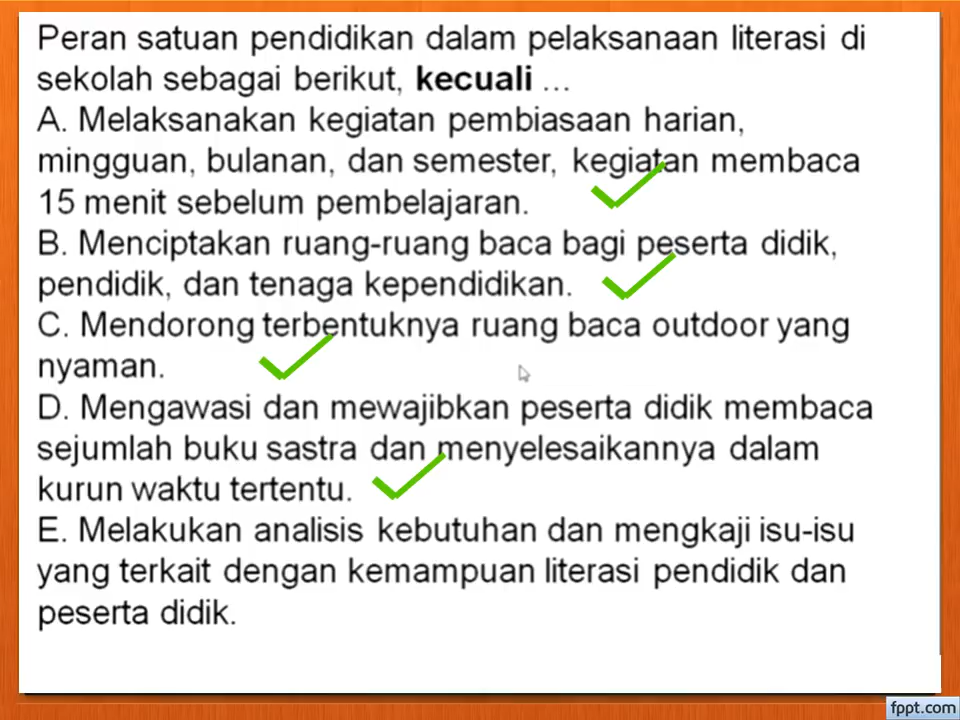 Peran satuan pendidikan dalam pelaksanaan literasi di
sekolah sebagai berikut, kecuali ...
A. Melaksanakan kegiatan pembiasaan harian,
mingguan, bulanan, dan semester, kegiatan membaca
15 menit sebelum pembelajaran.
B. Menciptakan ruang-ruang baca bagi peserta didik,
pendidik, dan tenaga kependidikan.
C. Mendorong terbentuknya ruang baca outdoor yang
nyaman.
D. Mengawasi dan mewajibkan peserta didik membaca
sejumlah buku sastra dan menyelesaikannya dalam
kurun waktu tertentu.
E. Melakukan analisis kebutuhan dan mengkaji isu-isu
yang terkait dengan kemampuan literasi pendidik dan
peserta didik.
fppt.com